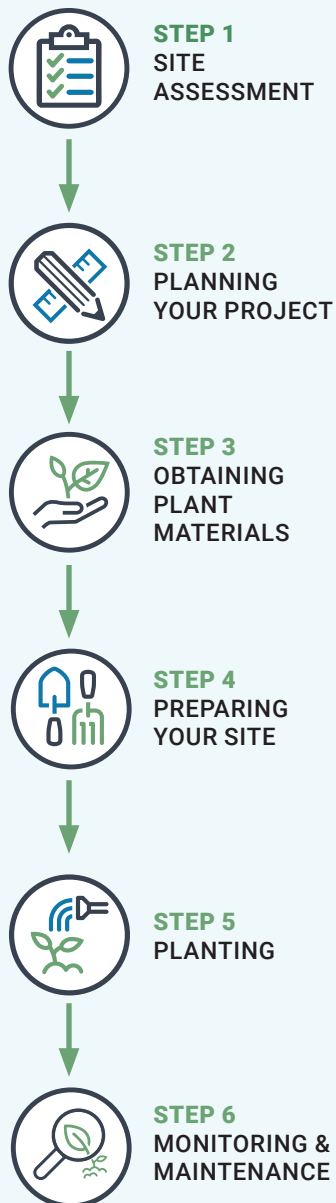 STEP 1
SITE
ASSESSMENT
STEP 2
PLANNING
YOUR PROJECT
STEP 3
OBTAINING
PLANT
MATERIALS
STEP 4
PREPARING
YOUR SITE
STEP 5
PLANTING
STEP 6
MONITORING &
MAINTENANCE